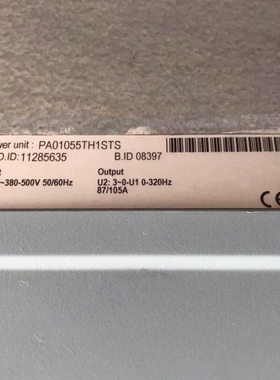 unit : PA01055TH1STS
ID:11285635 B.ID 08397
Output
~380-500V 50/60Hz U2: 3~0-U1 0-320Hz
87/105A
CE